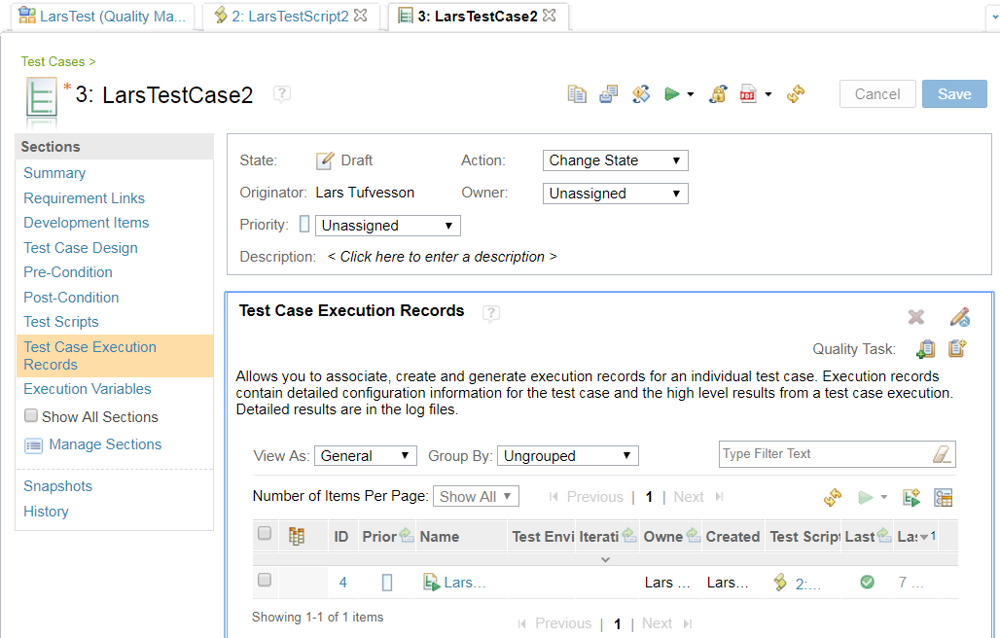 LarsTest (Quality Ma... 2: LarsTestScript2 3: LarsTestCase2
Test Cases >
* 3: LarsTestCase2 ?
PDF
Cancel Save
Sections
Summary
Requirement Links
Development Items
Test Case Design
Pre-Condition
Post-Condition
Test Scripts
Test Case Execution
Records
Execution Variables
Show All Sections
Manage Sections
Snapshots
History
State: Draft Action: Change State
Originator: Lars Tufvesson Owner: Unassigned
Priority: Unassigned
Description: < Click here to enter a description >
Test Case Execution Records ?
Quality Task:
Allows you to associate, create and generate execution records for an individual test case. Execution records
contain detailed configuration information for the test case and the high level results from a test case execution.
Detailed results are in the log files.
View As: General Group By: Ungrouped Type Filter Text
Number of Items Per Page: Show All Previous | 1 | Next
ID Prior Name Test Envi Iterati Owne Created Test Script Last Las 1
4 Lars... Lars ... Lars... 2:... 7 ...
Showing 1-1 of 1 items Previous | 1 | Next